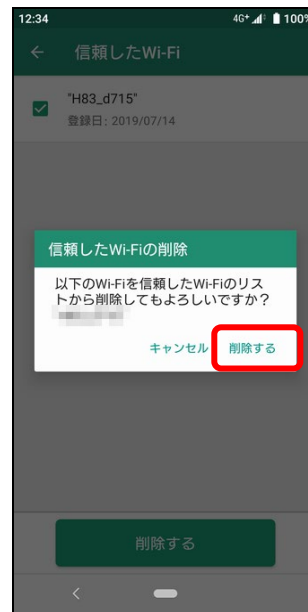 12:34 4G+ 100%
信頼したWi-Fi
"H83_d715"
登録日: 2019/07/14
信頼したWi-Fiの削除
以下のWi-Fiを信頼したWi-Fiのリス
トから削除してもよろしいですか？
キャンセル 削除する
削除する